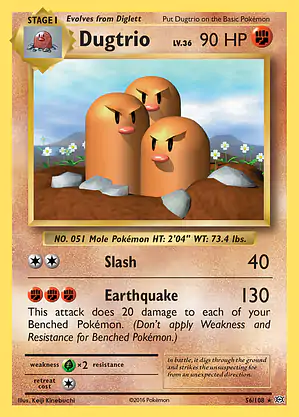 STAGE 1 Evolves from Diglett Put Dugtrio on the Basic Pokémon
Dugtrio LV.36 90 HP
NO. 051 Mole Pokémon HT: 2'04" WT: 73.4 lbs.
Slash 40
Earthquake 130
This attack does 20 damage to each of your
Benched Pokémon. (Don't apply Weakness and
Resistance for Benched Pokémon.)
weakness ×2 resistance
retreat
cost
In battle, it digs through the ground
and strikes the unsuspecting foe
from an unexpected direction.
Illus. Keiji Kinebuchi ©2016 Pokémon 56/108 ★